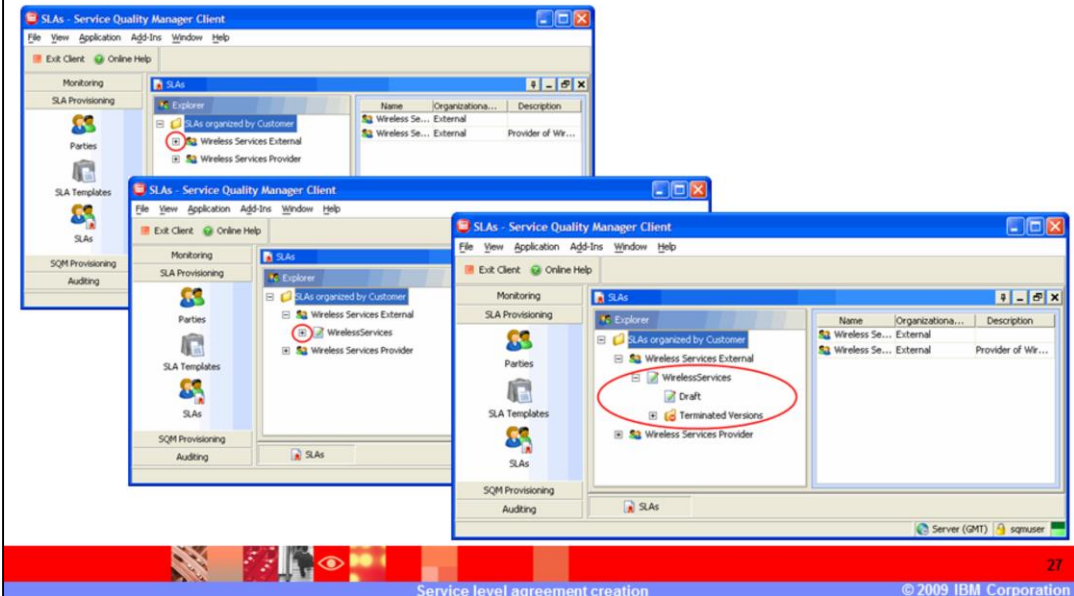 SLAs - Service Quality Manager Client
File View Application Add-Ins Window Help
Exit Client Online Help
Monitoring
SLA Provisioning
Parties
SLA Templates
SLAs
SQM Provisioning
Auditing
SLAs
Explorer
SLAs organized by Customer
Wireless Services External
Wireless Services Provider
Name Organizationa... Description
Wireless Se... External
Wireless Se... External Provider of Wir...
SLAs - Service Quality Manager Client
File View Application Add-Ins Window Help
Exit Client Online Help
Monitoring
SLA Provisioning
Parties
SLA Templates
SLAs
SQM Provisioning
Auditing
SLAs
Explorer
SLAs organized by Customer
Wireless Services External
WirelessServices
Wireless Services Provider
SLAs
SLAs - Service Quality Manager Client
File View Application Add-Ins Window Help
Exit Client Online Help
Monitoring
SLA Provisioning
Parties
SLA Templates
SLAs
SQM Provisioning
Auditing
SLAs
Explorer
SLAs organized by Customer
Wireless Services External
WirelessServices
Draft
Terminated Versions
Wireless Services Provider
Name Organizationa... Description
Wireless Se... External
Wireless Se... External Provider of Wir...
SLAs
Server (GMT) sqmuser
27
Service level agreement creation
© 2009 IBM Corporation